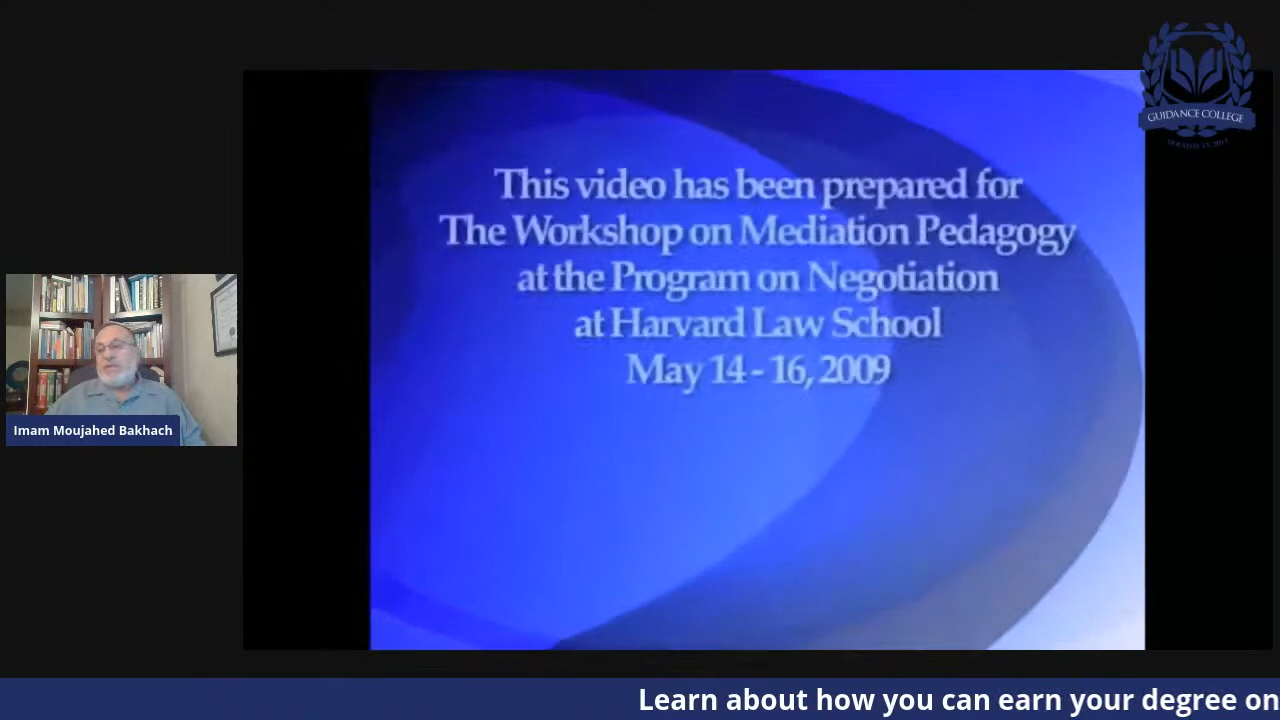 GUIDANCE COLLEGE
This video has been prepared for
The Workshop on Mediation Pedagogy
at the Program on Negotiation
at Harvard Law School
May 14 - 16, 2009
Imam Moujahed Bakhach
Learn about how you can earn your degree on